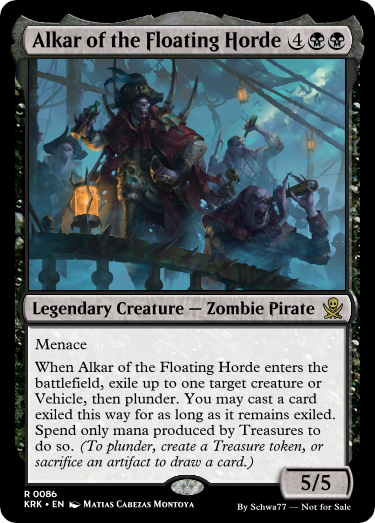 Alkar of the Floating Horde 4
Legendary Creature — Zombie Pirate
Menace
When Alkar of the Floating Horde enters the
battlefield, exile up to one target creature or
Vehicle, then plunder. You may cast a card
exiled this way for as long as it remains exiled.
Spend only mana produced by Treasures to
do so. (To plunder, create a Treasure token, or
sacrifice an artifact to draw a card.)
5/5
R 0086
KRK • EN Matias Cabezas Montoya
By Schwa77 — Not for Sale